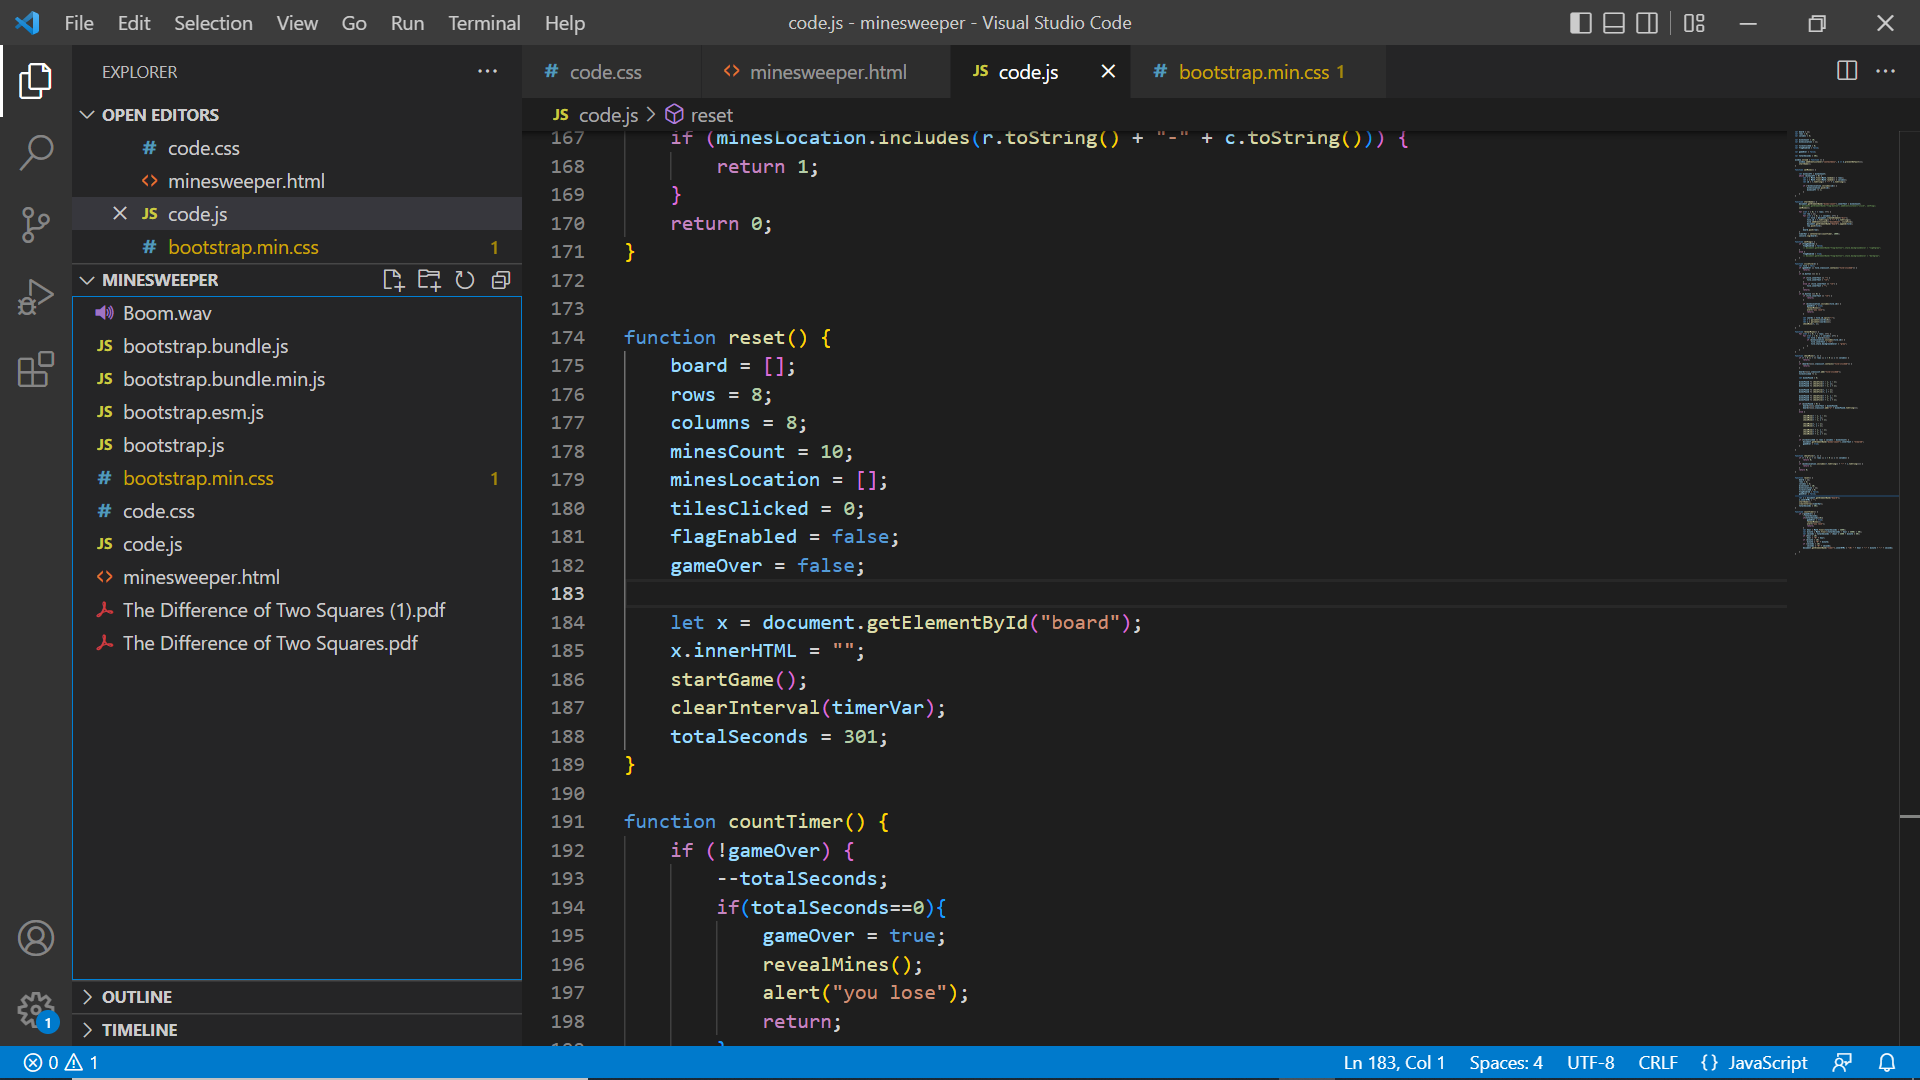 File Edit Selection View Go Run Terminal Help
code.js - minesweeper - Visual Studio Code
EXPLORER
OPEN EDITORS
# code.css
<> minesweeper.html
JS code.js
# bootstrap.min.css 1
MINESWEEPER
Boom.wav
JS bootstrap.bundle.js
JS bootstrap.bundle.min.js
JS bootstrap.esm.js
JS bootstrap.js
# bootstrap.min.css 1
# code.css
JS code.js
<> minesweeper.html
The Difference of Two Squares (1).pdf
The Difference of Two Squares.pdf
OUTLINE
TIMELINE
1
# code.css <> minesweeper.html JS code.js # bootstrap.min.css 1
JS code.js > reset
167 if (minesLocation.includes(r.toString() + "-" + c.toString())) {
168 return 1;
169 }
170 return 0;
171 }
172
173
174 function reset() {
175 board = [];
176 rows = 8;
177 columns = 8;
178 minesCount = 10;
179 minesLocation = [];
180 tilesClicked = 0;
181 flagEnabled = false;
182 gameOver = false;
183
184 let x = document.getElementById("board");
185 x.innerHTML = "";
186 startGame();
187 clearInterval(timerVar);
188 totalSeconds = 301;
189 }
190
191 function countTimer() {
192 if (!gameOver) {
193 --totalSeconds;
194 if(totalSeconds==0){
195 gameOver = true;
196 revealMines();
197 alert("you lose");
198 return;
0 1
Ln 183, Col 1 Spaces: 4 UTF-8 CRLF {} JavaScript